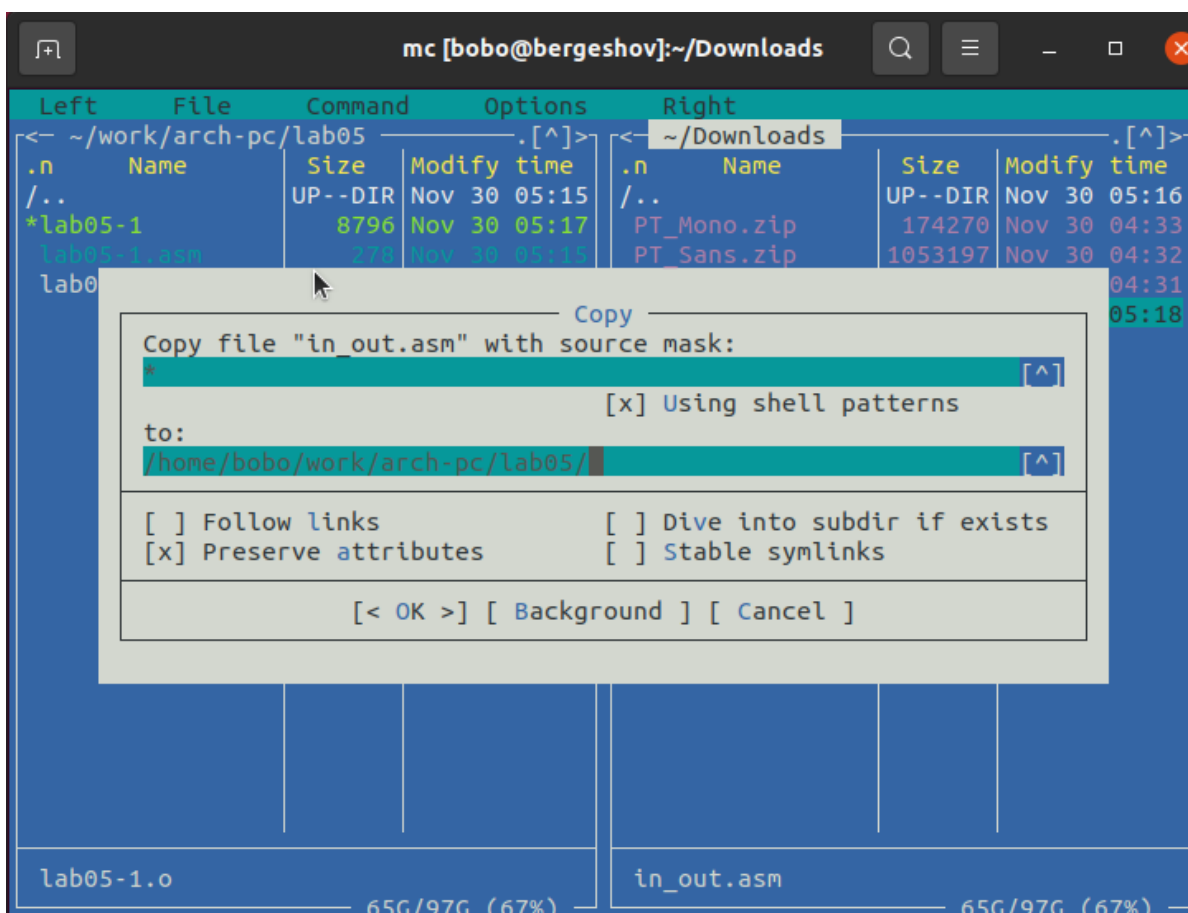 mc [bobo@bergeshov]:~/Downloads
Left File Command Options Right
<— ~/work/arch-pc/lab05 .[^]> <— ~/Downloads .[^]>
.n Name Size Modify time .n Name Size Modify time
/.. UP--DIR Nov 30 05:15 /.. UP--DIR Nov 30 05:16
*lab05-1 8796 Nov 30 05:17 PT_Mono.zip 174270 Nov 30 04:33
lab05-1.asm 278 Nov 30 05:15 PT_Sans.zip 1053197 Nov 30 04:32
lab0 04:31
Copy 05:18
Copy file "in_out.asm" with source mask:
* [^]
[x] Using shell patterns
to:
/home/bobo/work/arch-pc/lab05/ [^]
[ ] Follow links [ ] Dive into subdir if exists
[x] Preserve attributes [ ] Stable symlinks
[< OK >] [ Background ] [ Cancel ]
lab05-1.o in_out.asm
65G/97G (67%) 65G/97G (67%)